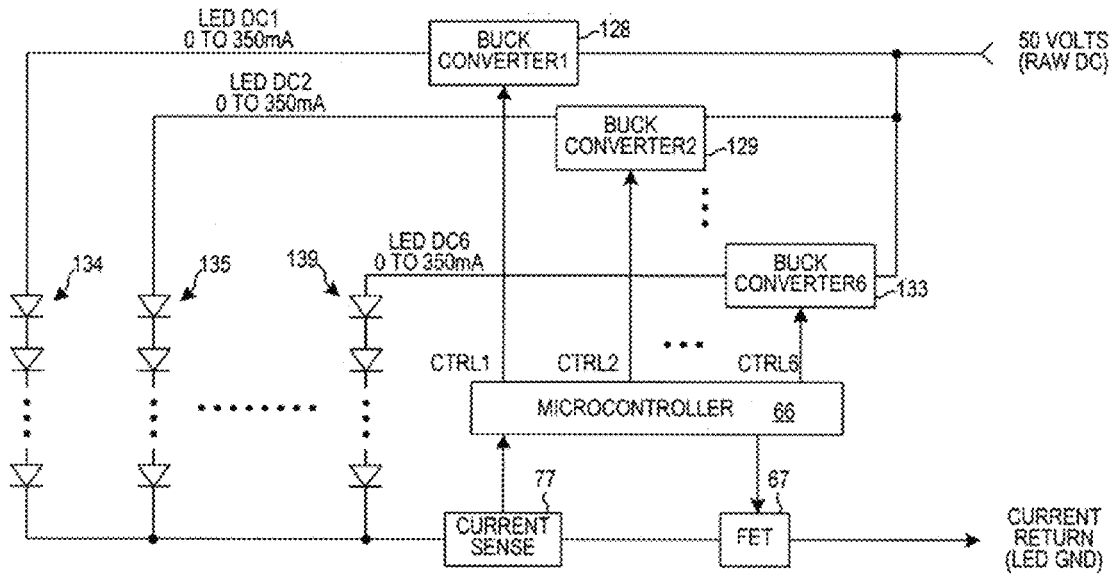 LED DC1
0 TO 350mA
BUCK
CONVERTER1
128
50 VOLTS
(RAW DC)
LED DC2
0 TO 350mA
BUCK
CONVERTER2
129
LED DC6
0 TO 350mA
BUCK
CONVERTER6
133
134
135
139
CTRL1
CTRL2
CTRL6
MICROCONTROLLER 66
77
67
CURRENT
SENSE
FET
CURRENT
RETURN
(LED GND)